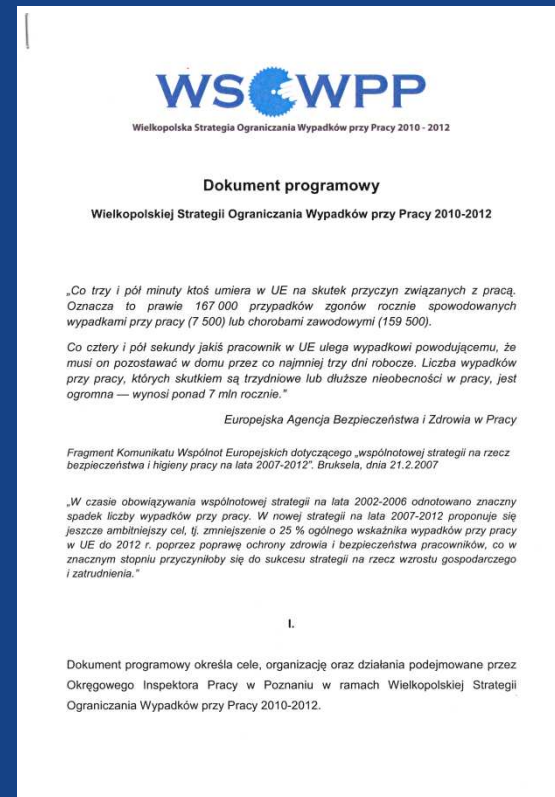 WSWPP
Wielkopolska Strategia Ograniczania Wypadków przy Pracy 2010 - 2012
Dokument programowy
Wielkopolskiej Strategii Ograniczania Wypadków przy Pracy 2010-2012
„Co trzy i pół minuty ktoś umiera w UE na skutek przyczyn związanych z pracą.
Oznacza to prawie 167 000 przypadków zgonów rocznie spowodowanych
wypadkami przy pracy (7 500) lub chorobami zawodowymi (159 500).
Co cztery i pół sekundy jakiś pracownik w UE ulega wypadkowi powodującemu, że
musi on pozostawać w domu przez co najmniej trzy dni robocze. Liczba wypadków
przy pracy, których skutkiem są trzydniowe lub dłuższe nieobecności w pracy, jest
ogromna — wynosi ponad 7 mln rocznie.”
Europejska Agencja Bezpieczeństwa i Zdrowia w Pracy
Fragment Komunikatu Wspólnot Europejskich dotyczącego „wspólnotowej strategii na rzecz
bezpieczeństwa i higieny pracy na lata 2007-2012”. Bruksela, dnia 21.2.2007
„W czasie obowiązywania wspólnotowej strategii na lata 2002-2006 odnotowano znaczny
spadek liczby wypadków przy pracy. W nowej strategii na lata 2007-2012 proponuje się
jeszcze ambitniejszy cel, tj. zmniejszenie o 25 % ogólnego wskaźnika wypadków przy pracy
w UE do 2012 r. poprzez poprawę ochrony zdrowia i bezpieczeństwa pracowników, co w
znacznym stopniu przyczyniłoby się do sukcesu strategii na rzecz wzrostu gospodarczego
i zatrudnienia.”
I.
Dokument programowy określa cele, organizację oraz działania podejmowane przez
Okręgowego Inspektora Pracy w Poznaniu w ramach Wielkopolskiej Strategii
Ograniczania Wypadków przy Pracy 2010-2012.